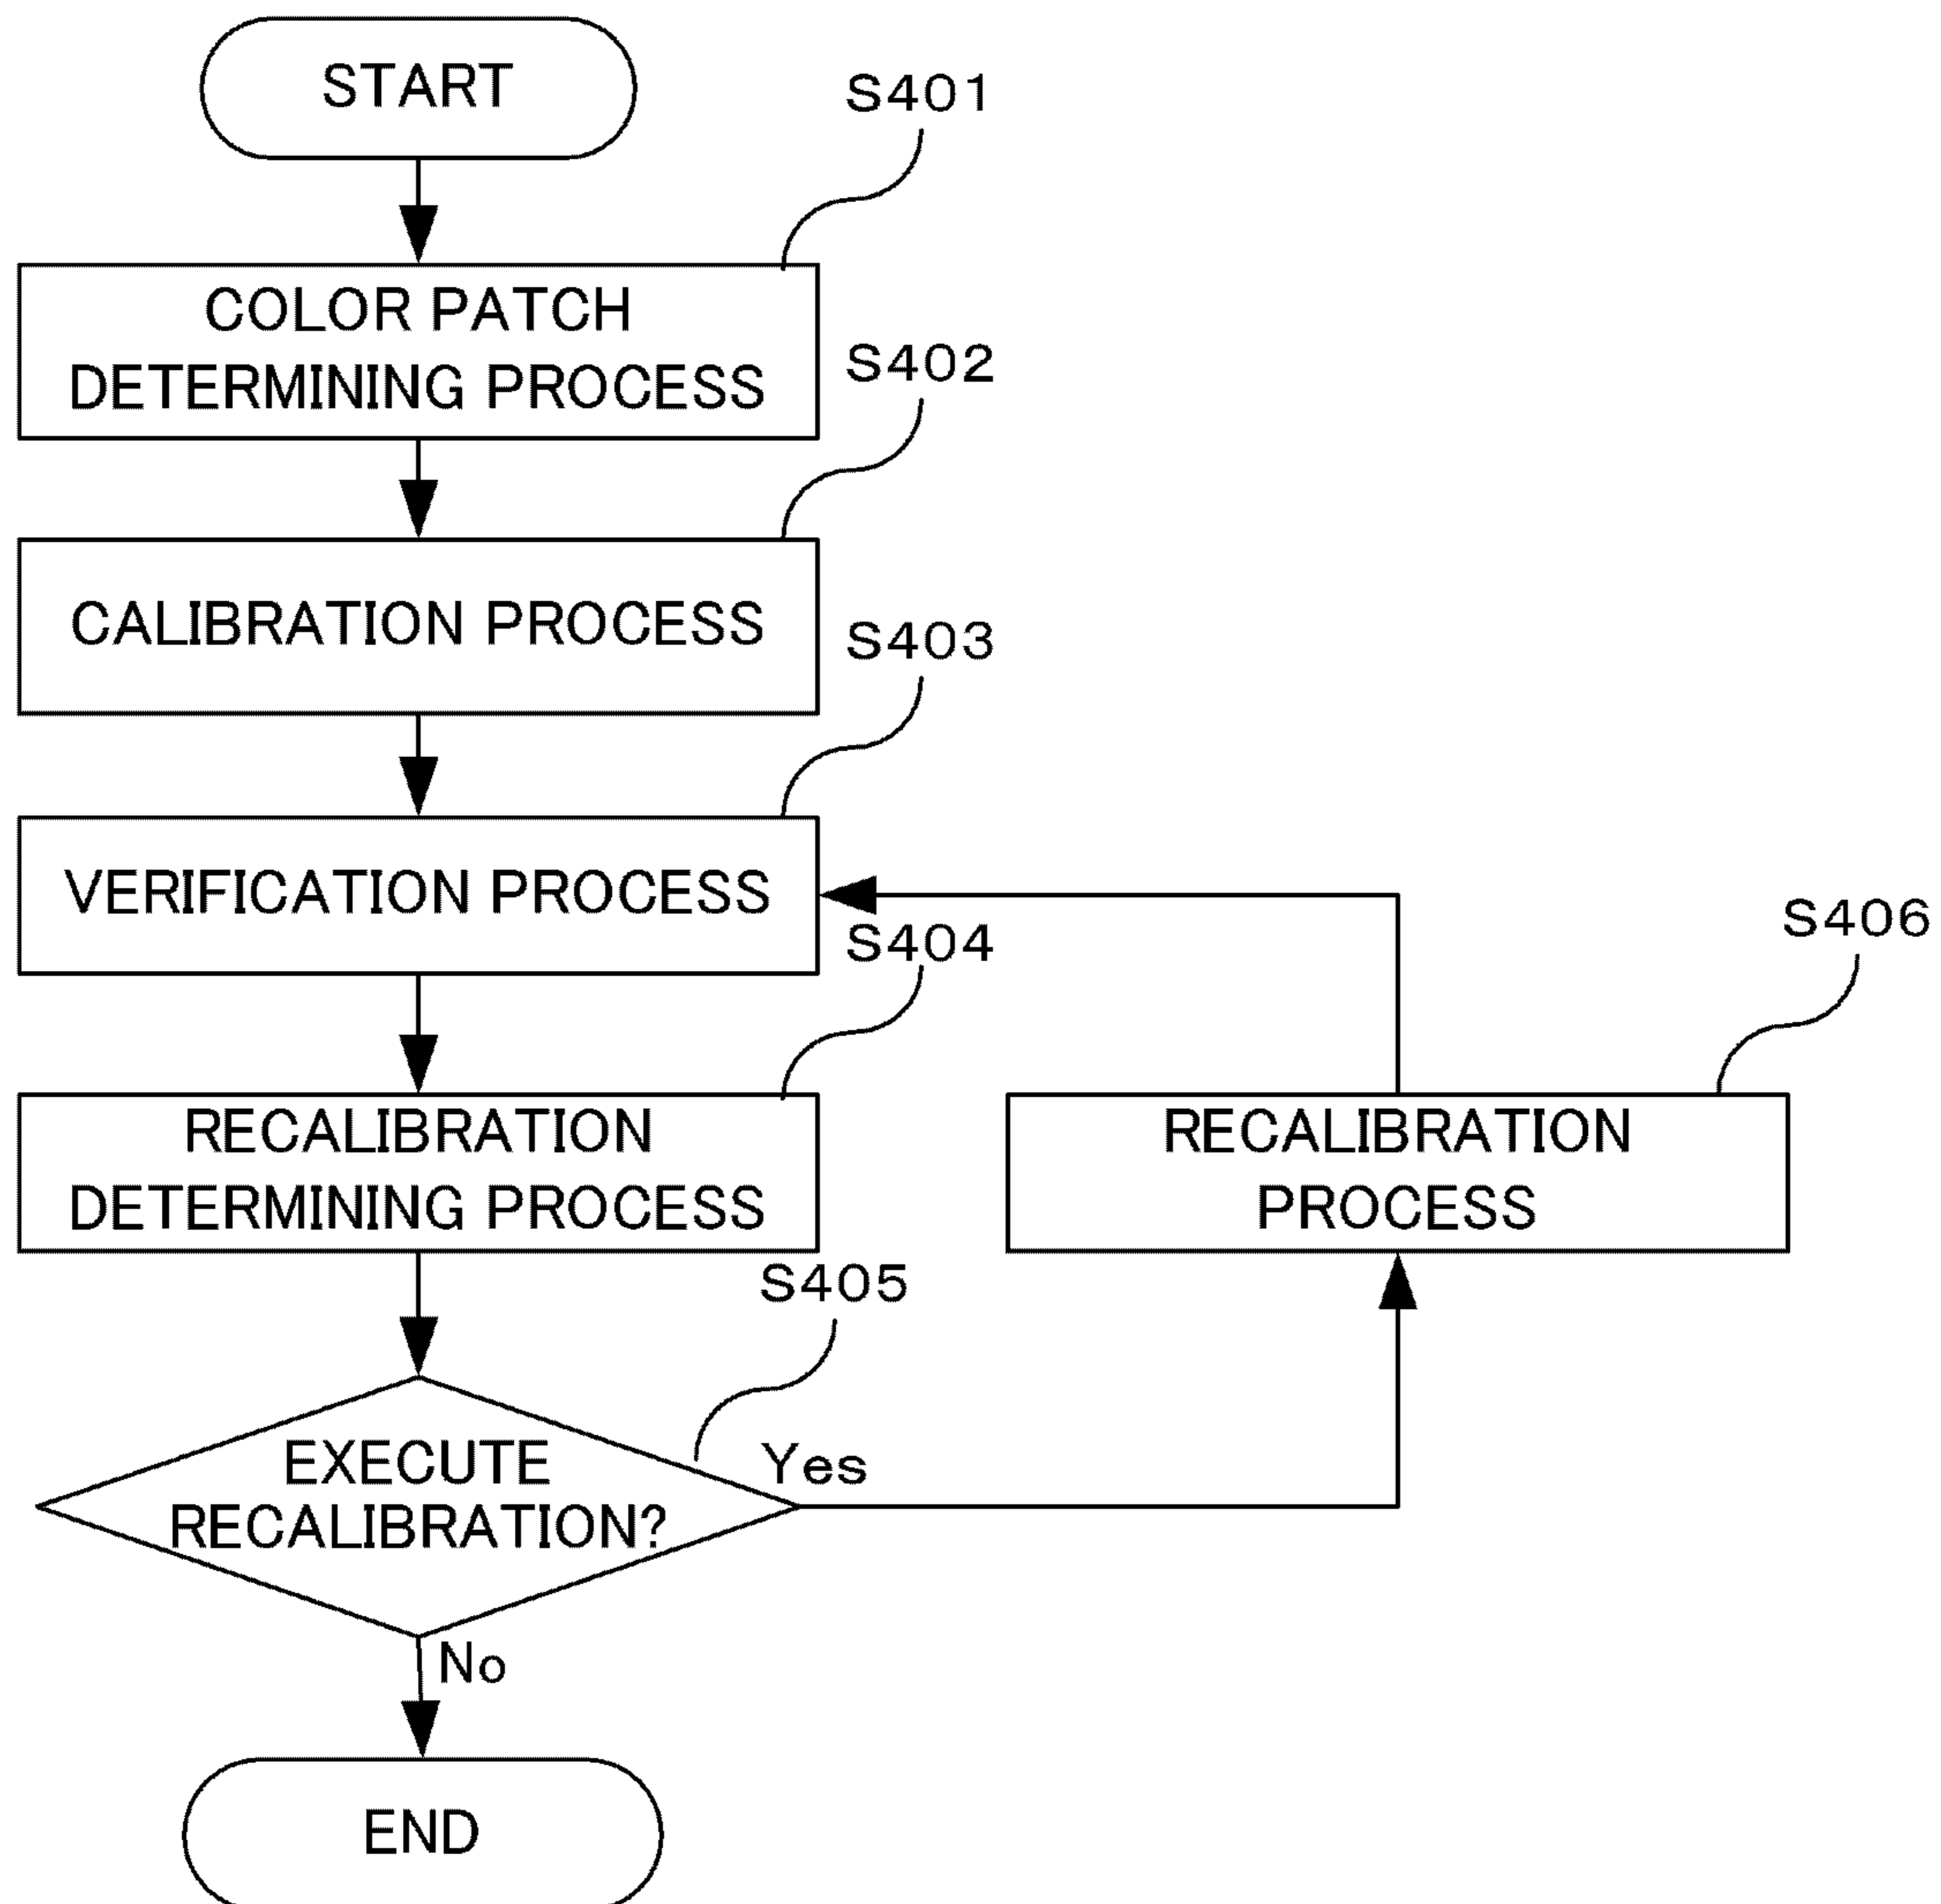 START
S401
COLOR PATCH
DETERMINING PROCESS
S402
CALIBRATION PROCESS
S403
VERIFICATION PROCESS
S404
RECALIBRATION
DETERMINING PROCESS
S406
RECALIBRATION
PROCESS
S405
EXECUTE
RECALIBRATION?
Yes
No
END